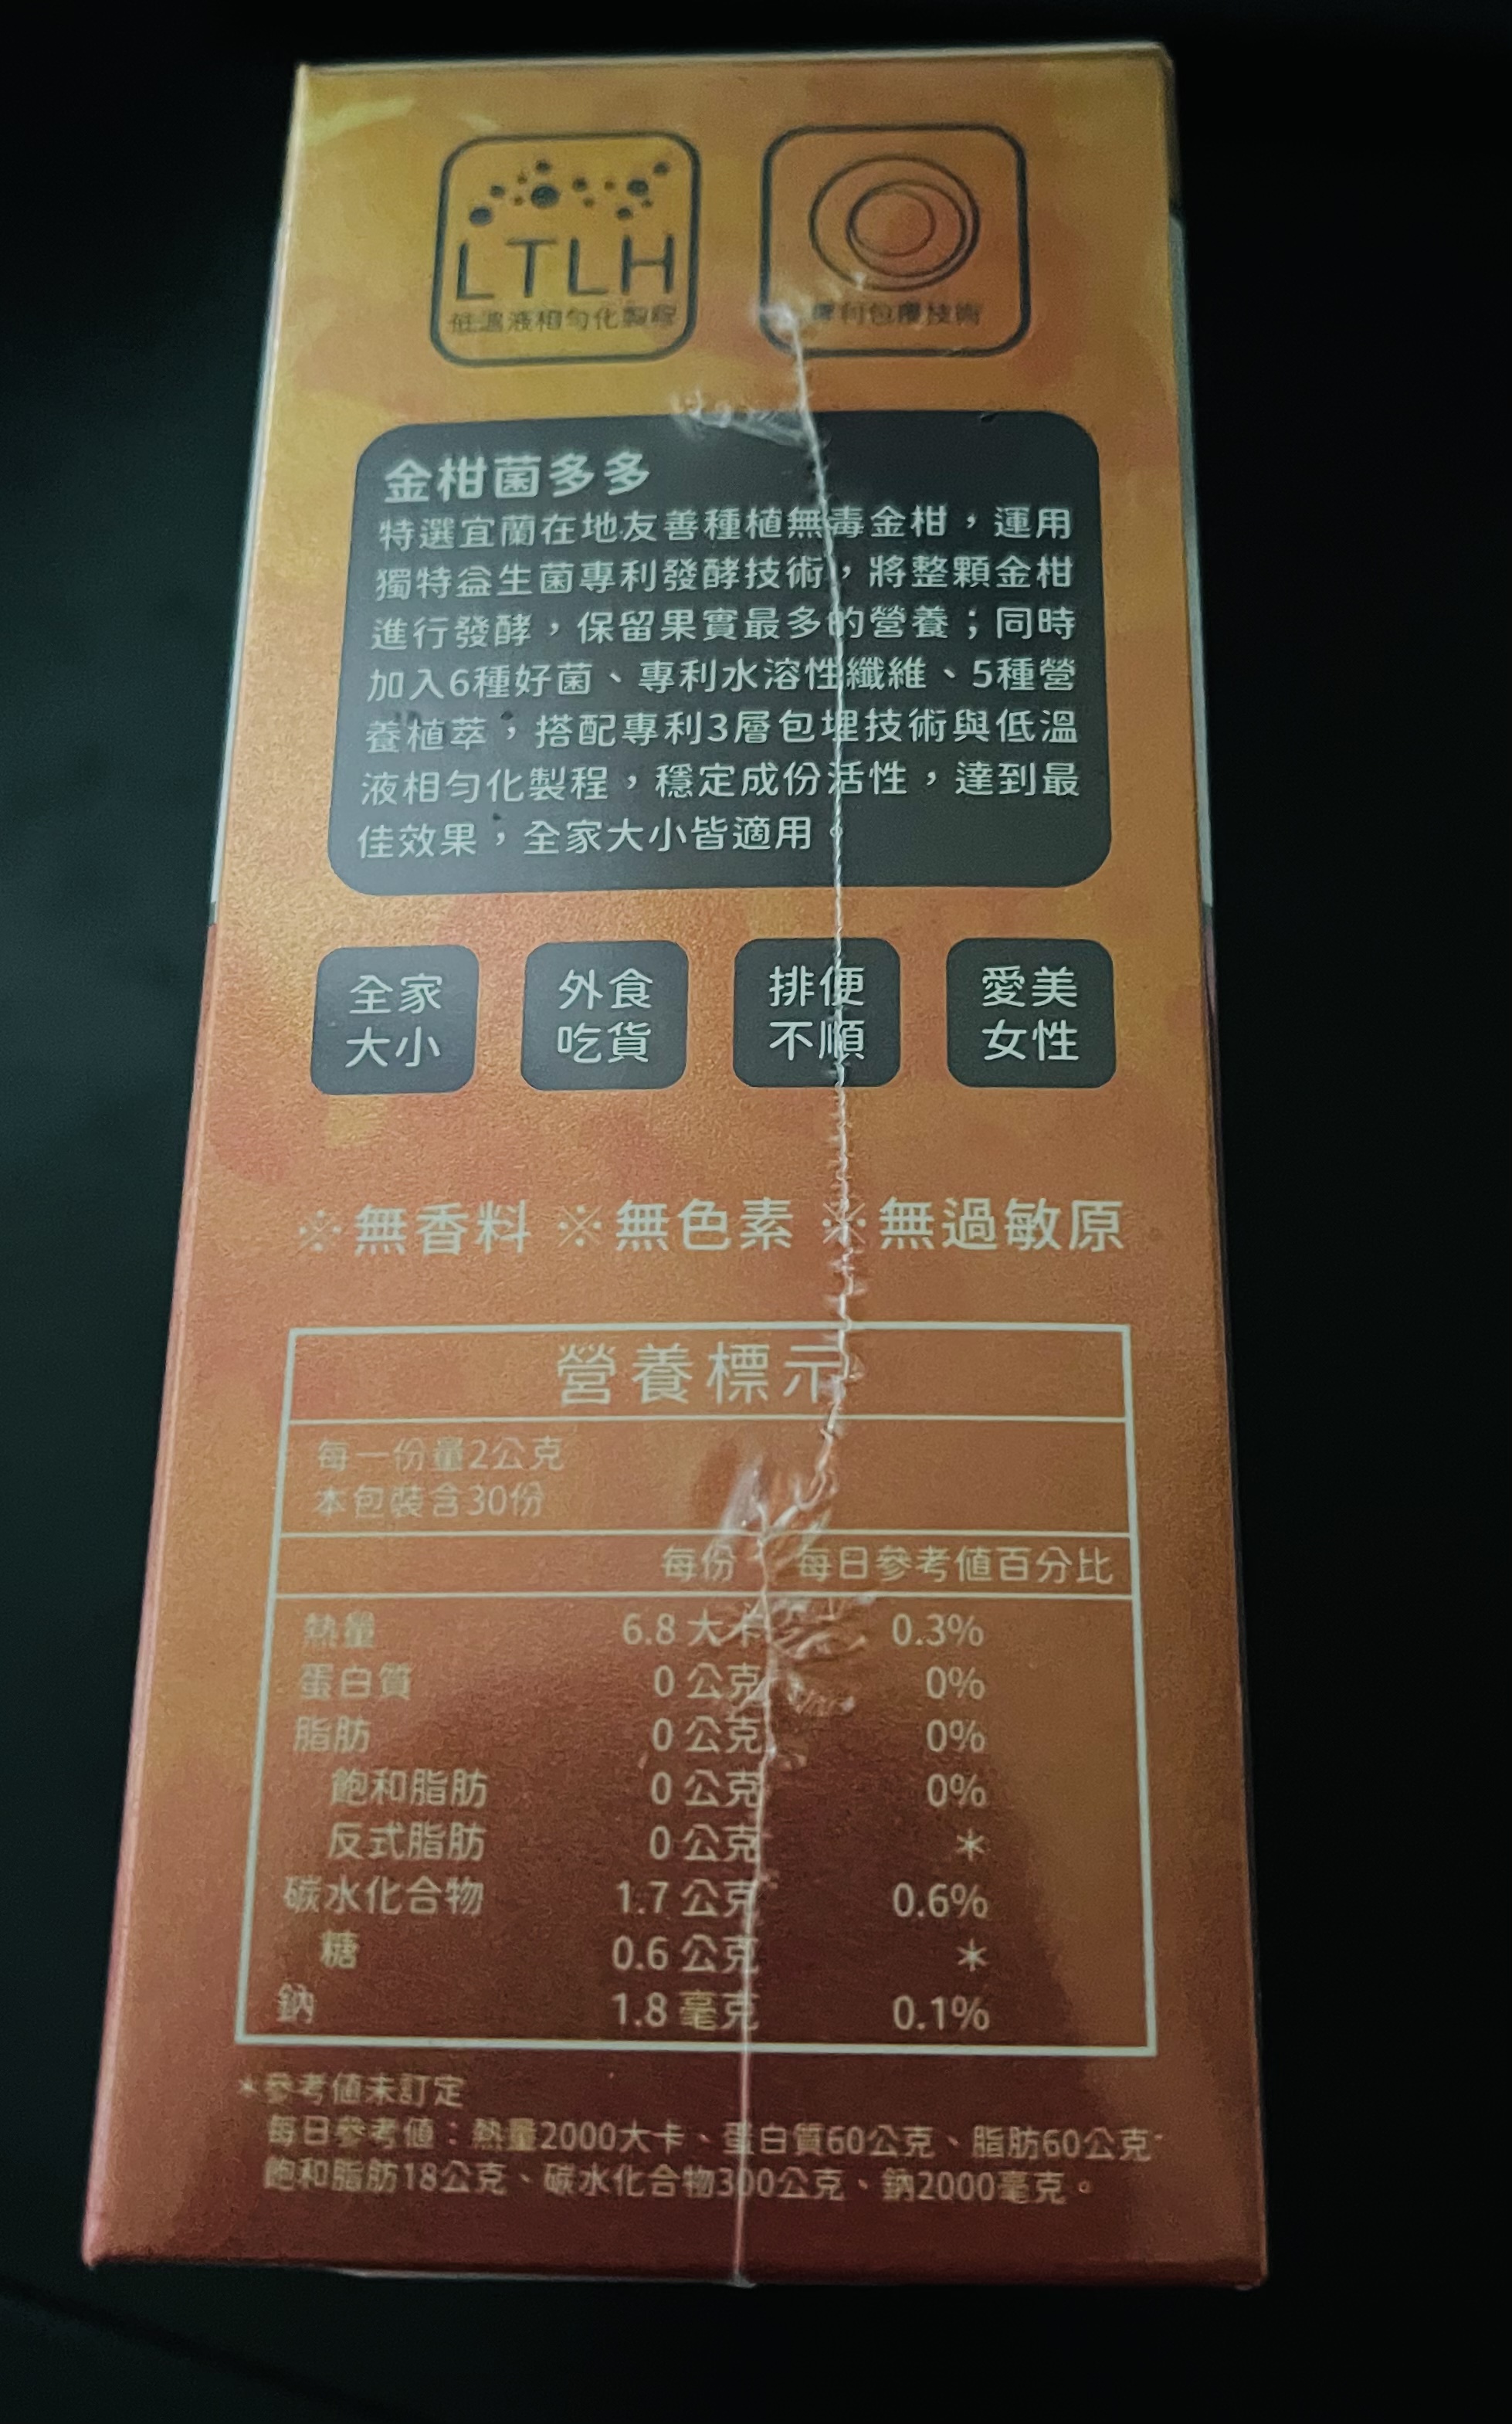 LTLH
低溫液相勻化製程
專利包覆技術
金柑菌多多
特選宜蘭在地友善種植無毒金柑，運用
獨特益生菌專利發酵技術，將整顆金柑
進行發酵，保留果實最多的營養；同時
加入6種好菌、專利水溶性纖維、5種營
養植萃，搭配專利3層包埋技術與低溫
液相勻化製程，穩定成份活性，達到最
佳效果，全家大小皆適用。
全家
大小
外食
吃貨
排便
不順
愛美
女性
※無香料 ※無色素 ※無過敏原
營養標示
每一份量2公克
本包裝含30份
每份 每日參考值百分比
熱量 6.8 大卡 0.3%
蛋白質 0 公克 0%
脂肪 0 公克 0%
飽和脂肪 0 公克 0%
反式脂肪 0 公克 *
碳水化合物 1.7 公克 0.6%
糖 0.6 公克 *
鈉 1.8 毫克 0.1%
*參考值未訂定
每日參考值：熱量2000大卡、蛋白質60公克、脂肪60公克、
飽和脂肪18公克、碳水化合物300公克、鈉2000毫克。